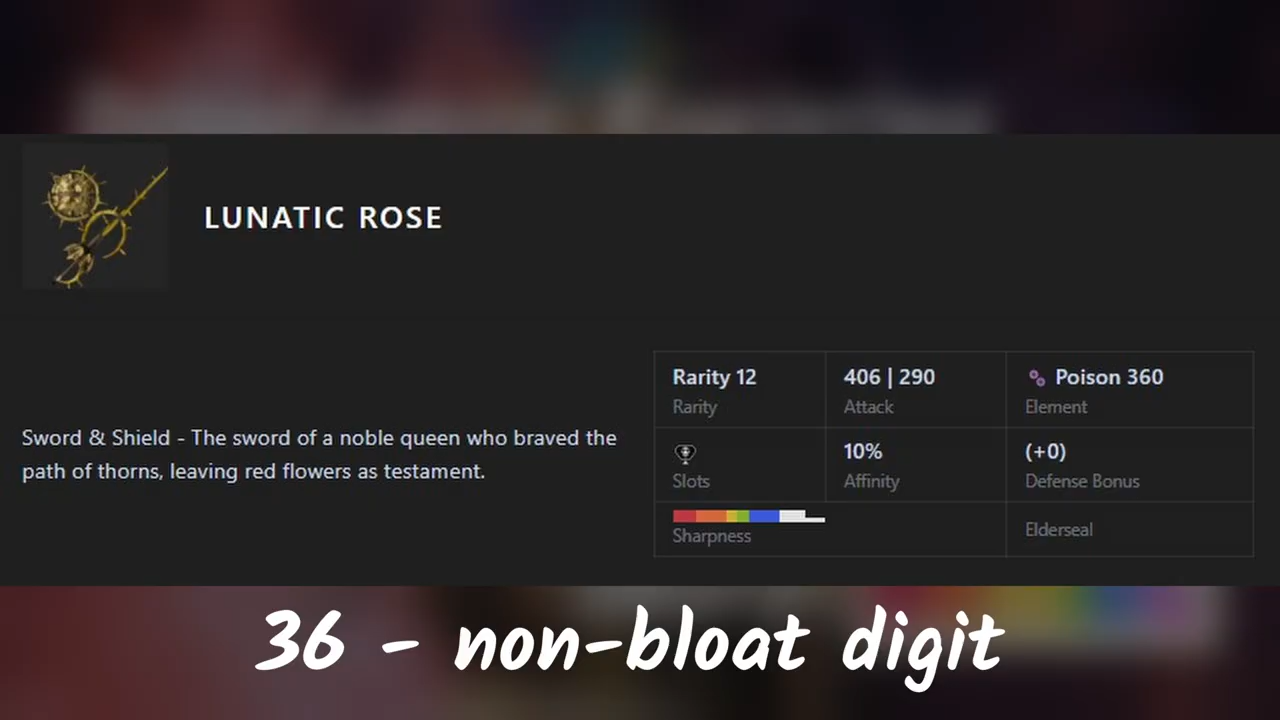 LUNATIC ROSE
Sword & Shield - The sword of a noble queen who braved the
path of thorns, leaving red flowers as testament.
Rarity 12
Rarity
406 | 290
Attack
Poison 360
Element
Slots
10%
Affinity
(+0)
Defense Bonus
Sharpness
Elderseal
36 - non-bloat digit